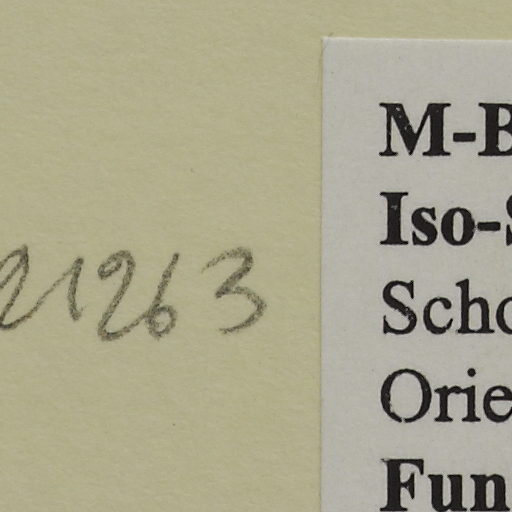 21263
M-B
Iso-S
Scho
Orie
Fun